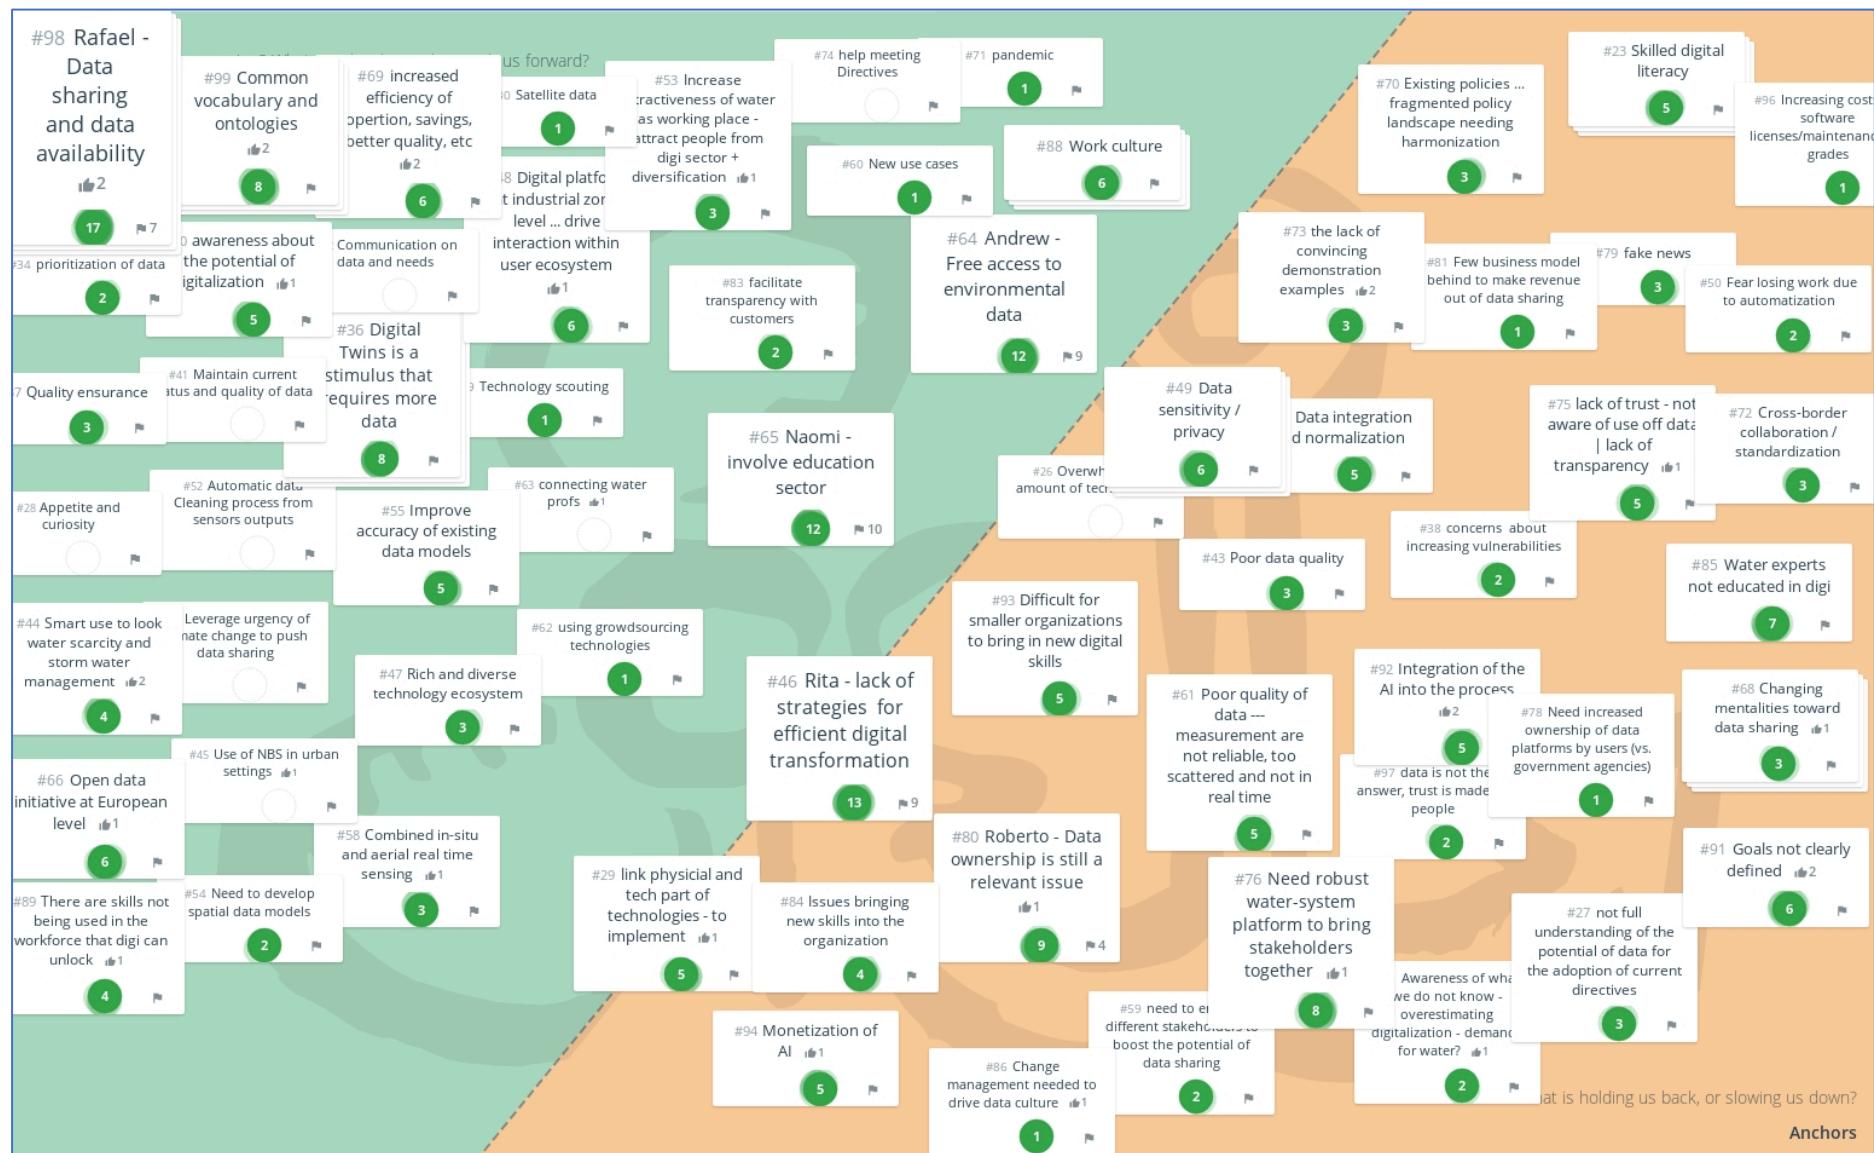 us forward?
#98 Rafael -
Data
sharing
and data
availability
2
17
7
#99 Common
vocabulary and
ontologies
2
8
#69 increased
efficiency of
opertion, savings,
better quality, etc
2
6
Satellite data
1
#53 Increase
as working place -
attract people from
digi sector +
diversification 1
3
#74 help meeting
Directives
#71 pandemic
1
#60 New use cases
1
#88 Work culture
6
#34 prioritization of data
2
awareness about
the potential of
1
5
Communication on
data and needs
level ... drive
interaction within
user ecosystem
1
6
#83 facilitate
transparency with
customers
2
#64 Andrew -
Free access to
environmental
data
12
9
#36 Digital
Twins is a
stimulus that
requires more
data
8
Quality ensurance
3
#41 Maintain current
and quality of data
Technology scouting
1
#65 Naomi -
involve education
sector
12
10
#28 Appetite and
curiosity
#52 Automatic data
Cleaning process from
sensors outputs
#55 Improve
accuracy of existing
data models
5
#63 connecting water
profs 1
#44 Smart use to look
water scarcity and
storm water
management 2
4
Leverage urgency of
change to push
data sharing
#47 Rich and diverse
technology ecosystem
3
#62 using growdsourcing
technologies
1
#46 Rita - lack of
strategies for
efficient digital
transformation
13
9
#45 Use of NBS in urban
settings 1
#66 Open data
initiative at European
level 1
6
#58 Combined in-situ
and aerial real time
sensing 1
3
#89 There are skills not
being used in the
workforce that digi can
unlock 1
4
#54 Need to develop
spatial data models
2
#29 link physicial and
tech part of
technologies - to
implement 1
5
#84 Issues bringing
new skills into the
organization
4
#80 Roberto - Data
ownership is still a
relevant issue
1
9
4
#94 Monetization of
AI 1
5
#86 Change
management needed to
drive data culture 1
1
#70 Existing policies ...
fragmented policy
landscape needing
harmonization
3
#23 Skilled digital
literacy
5
#96 Increasing
software
grades
1
#73 the lack of
convincing
demonstration
examples 2
3
#81 Few business model
behind to make revenue
out of data sharing
1
#79 fake news
3
#50 Fear losing work due
to automatization
2
#49 Data
sensitivity /
privacy
6
Data integration
normalization
5
#26
amount of
#75 lack of trust - not
aware of use off data
| lack of
transparency 1
5
#72 Cross-border
collaboration /
standardization
3
#43 Poor data quality
3
#38 concerns about
increasing vulnerabilities
2
#85 Water experts
not educated in digi
7
#93 Difficult for
smaller organizations
to bring in new digital
skills
5
#61 Poor quality of
data ---
measurement are
not reliable, too
scattered and not in
real time
5
#92 Integration of the
AI into the process
2
5
#78 Need increased
ownership of data
platforms by users (vs.
government agencies)
1
#68 Changing
mentalities toward
data sharing 1
3
#97 data is not the
answer, trust is made
people
2
#76 Need robust
water-system
platform to bring
stakeholders
together 1
8
#91 Goals not clearly
defined 2
6
#27 not full
understanding of the
potential of data for
the adoption of current
directives
3
#59 need to
different stakeholders to
boost the potential of
data sharing
2
Awareness of what
we do not know -
overestimating
digitalization - demand
for water? 1
2
is holding us back, or slowing us down?
Anchors